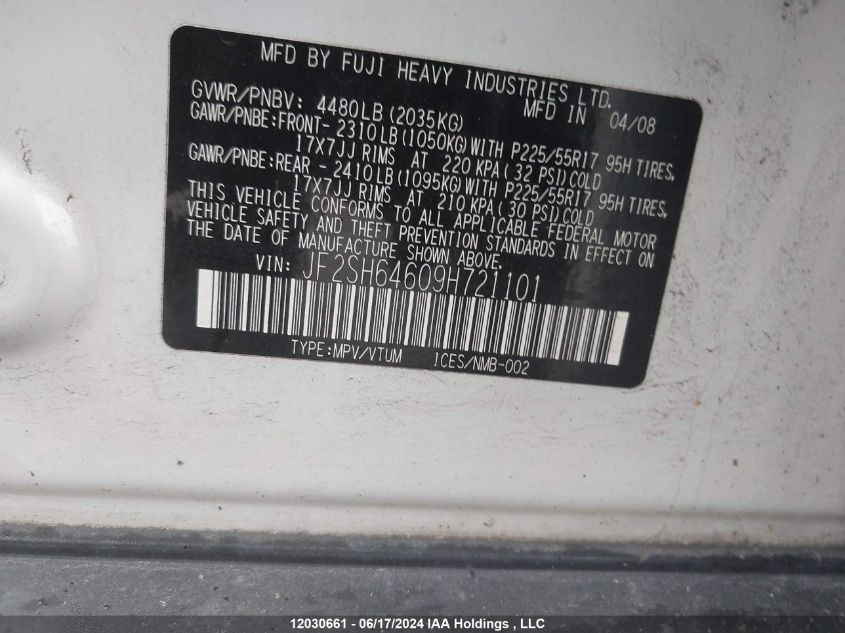 MFD BY FUJI HEAVY INDUSTRIES LTD.
MFD IN 04/08
GVWR/PNBV: 4480LB (2035KG)
GAWR/PNBE:FRONT- 2310LB (1050KG) WITH P225/55R17 95H TIRES,
17X7JJ RIMS AT 220 KPA ( 32 PSI) COLD
GAWR/PNBE:REAR - 2410LB (1095KG) WITH P225/55R17 95H TIRES,
17X7JJ RIMS AT 210 KPA ( 30 PSI) COLD
THIS VEHICLE CONFORMS TO ALL APPLICABLE FEDERAL MOTOR
VEHICLE SAFETY AND THEFT PREVENTION STANDARDS IN EFFECT ON
THE DATE OF MANUFACTURE SHOWN ABOVE.
VIN: JF2SH64609H721101
TYPE:MPV/VTUM ICES/NMB-002
12030661 - 06/17/2024 IAA Holdings , LLC